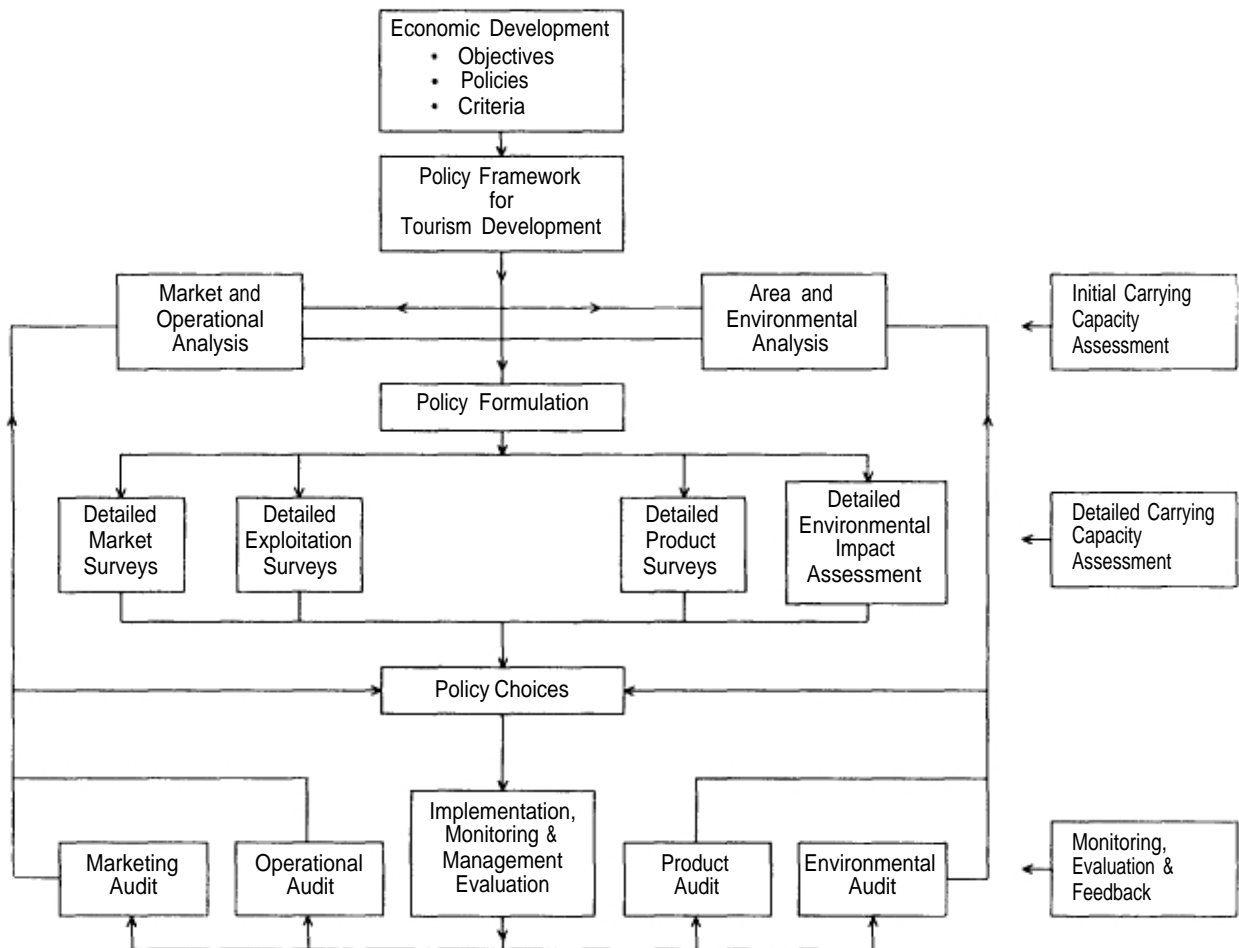 Economic Development
• Objectives
• Policies
• Criteria
Policy Framework
for
Tourism Development
Market and
Operational
Analysis
Area and
Environmental
Analysis
Initial Carrying
Capacity
Assessment
Policy Formulation
Detailed
Market
Surveys
Detailed
Exploitation
Surveys
Detailed
Product
Surveys
Detailed
Environmental
Impact
Assessment
Detailed Carrying
Capacity
Assessment
Policy Choices
Marketing
Audit
Operational
Audit
Implementation,
Monitoring &
Management
Evaluation
Product
Audit
Environmental
Audit
Monitoring,
Evaluation &
Feedback